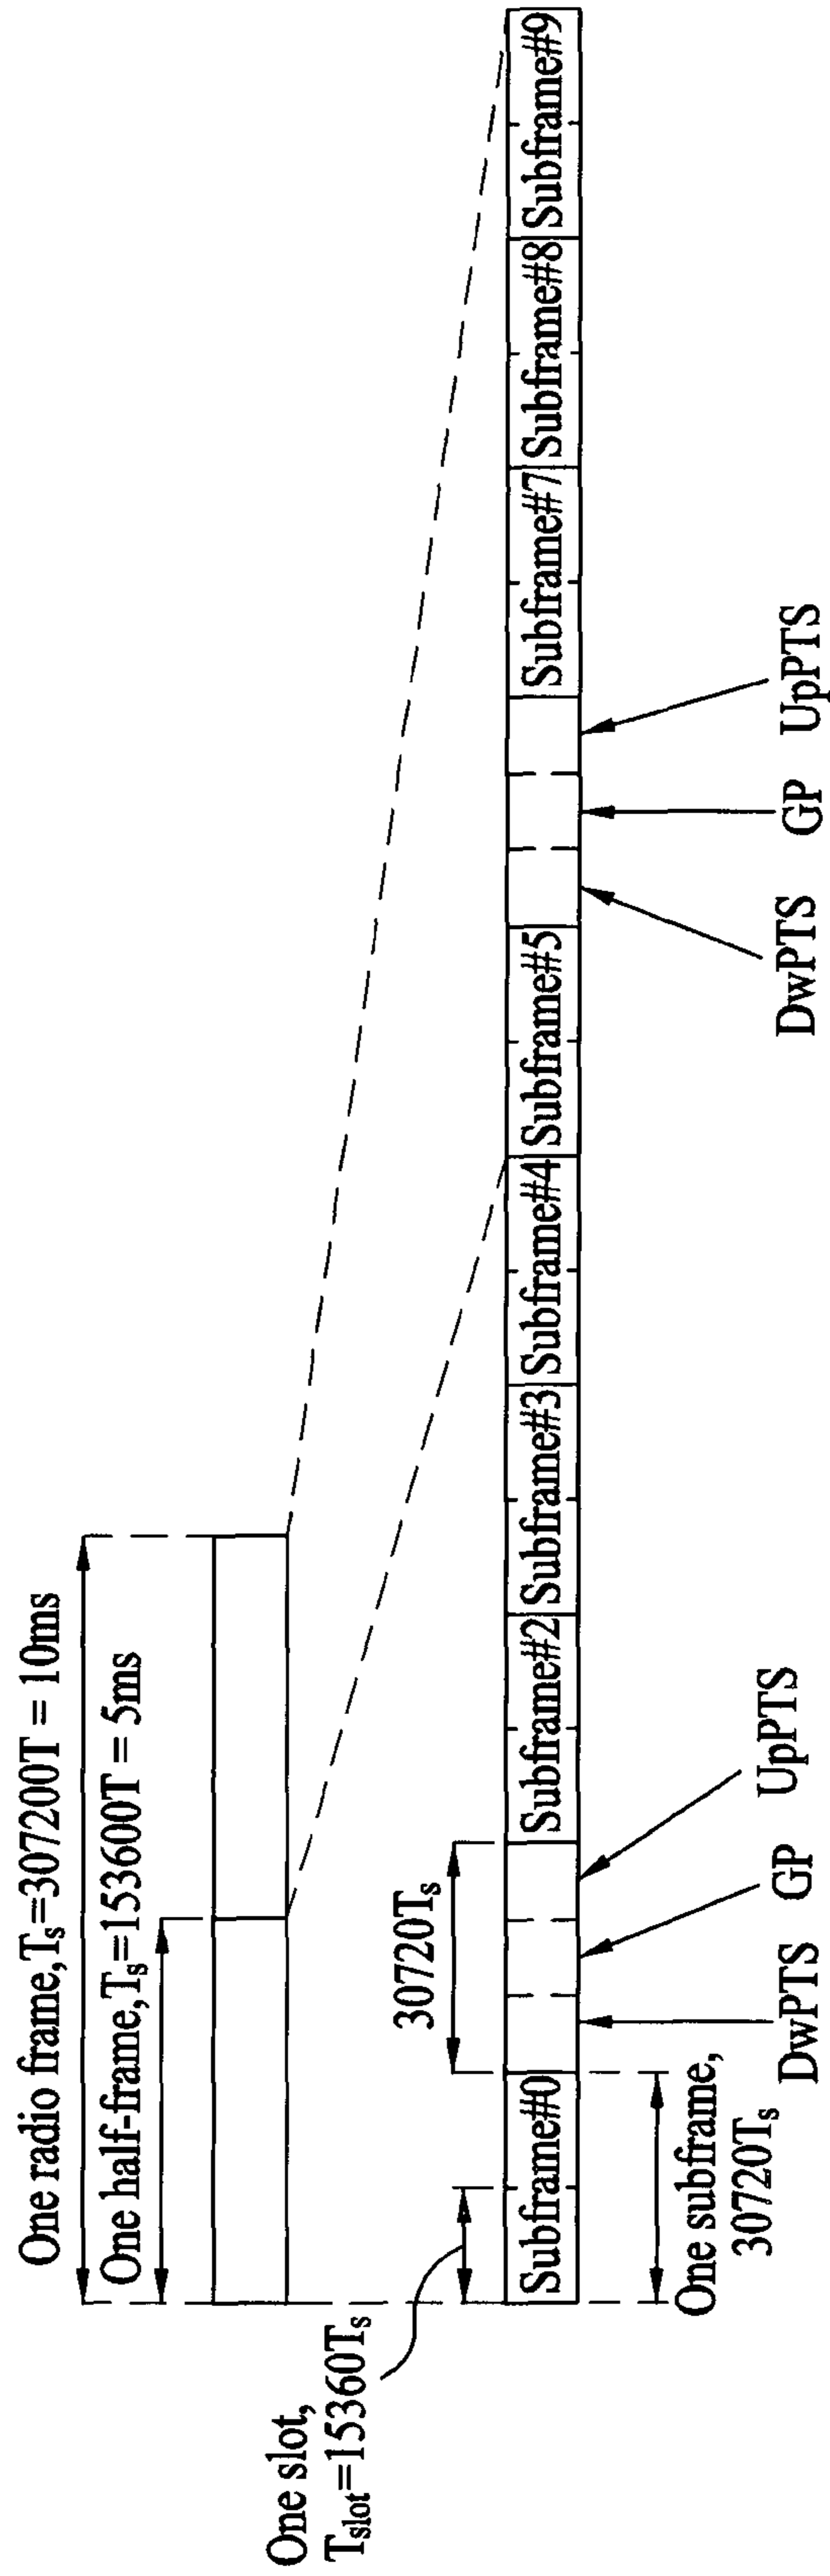 One radio frame,Ts=307200T = 10ms
One half-frame,Ts=153600T = 5ms
One slot,
Tslot=15360Ts
30720Ts
Subframe#0
Subframe#2
Subframe#3
Subframe#4
Subframe#5
Subframe#7
Subframe#8
Subframe#9
One subframe,
30720Ts
DwPTS
GP
UpPTS
DwPTS
GP
UpPTS